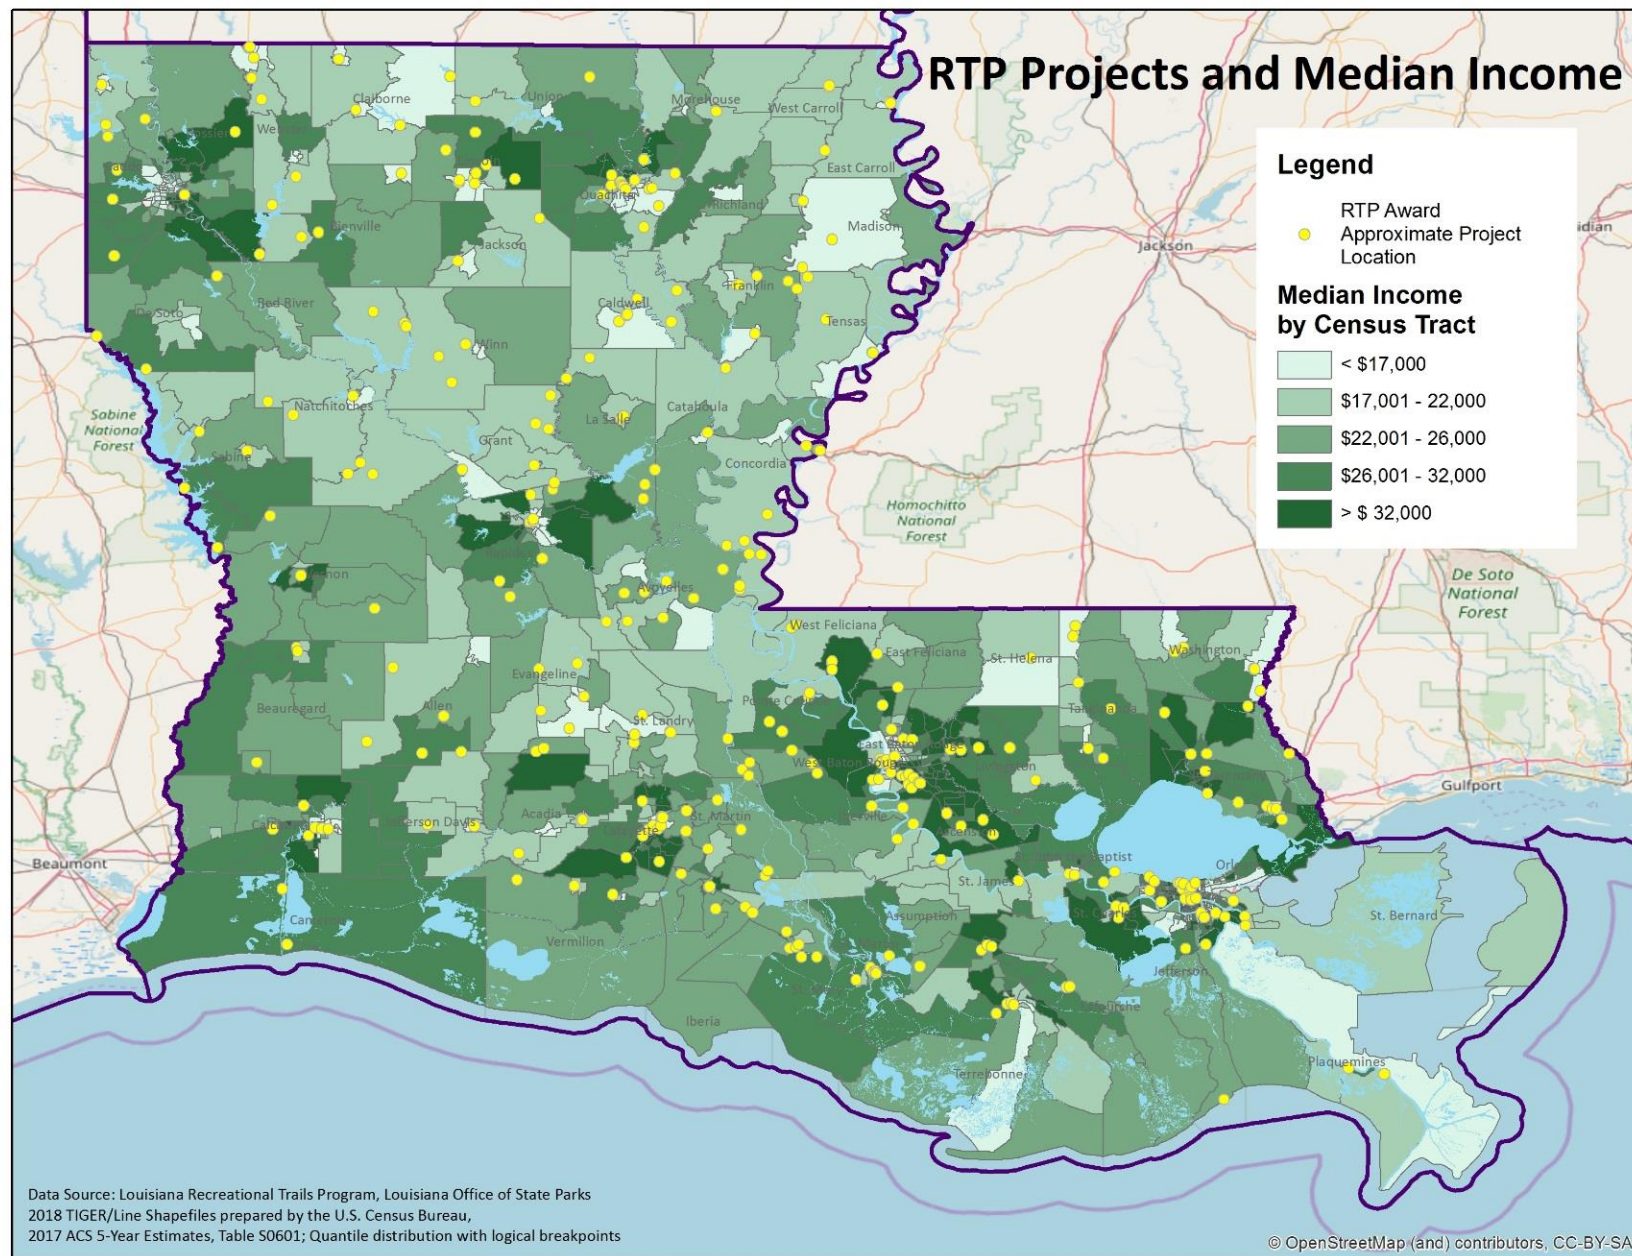 RTP Projects and Median Income
Legend
RTP Award
Approximate Project
Location
Median Income
by Census Tract
< $17,000
$17,001 - 22,000
$22,001 - 26,000
$26,001 - 32,000
> $ 32,000
Claiborne
Union
Morehouse
West Carroll
East Carroll
Ouachita
Richland
Madison
Bienville
Jackson
Jackson
Franklin
Caldwell
Red River
De Soto
Tensas
Winn
Natchitoches
La Salle
Catahoula
Grant
Concordia
Sabine
Sabine
National
Forest
Homochitto
National
Forest
De Soto
National
Forest
Avoyelles
West Feliciana
East Feliciana
St. Helena
Washington
Evangeline
Beauregard
Allen
St. Landry
West Baton Rouge
Gulfport
Acadia
Jefferson Davis
St. Martin
Beaumont
St. James
Assumption
St. Bernard
Vermilion
Jefferson
Iberia
Terrebonne
Plaquemines
Data Source: Louisiana Recreational Trails Program, Louisiana Office of State Parks
2018 TIGER/Line Shapefiles prepared by the U.S. Census Bureau,
2017 ACS 5-Year Estimates, Table S0601; Quantile distribution with logical breakpoints
© OpenStreetMap (and) contributors, CC-BY-SA